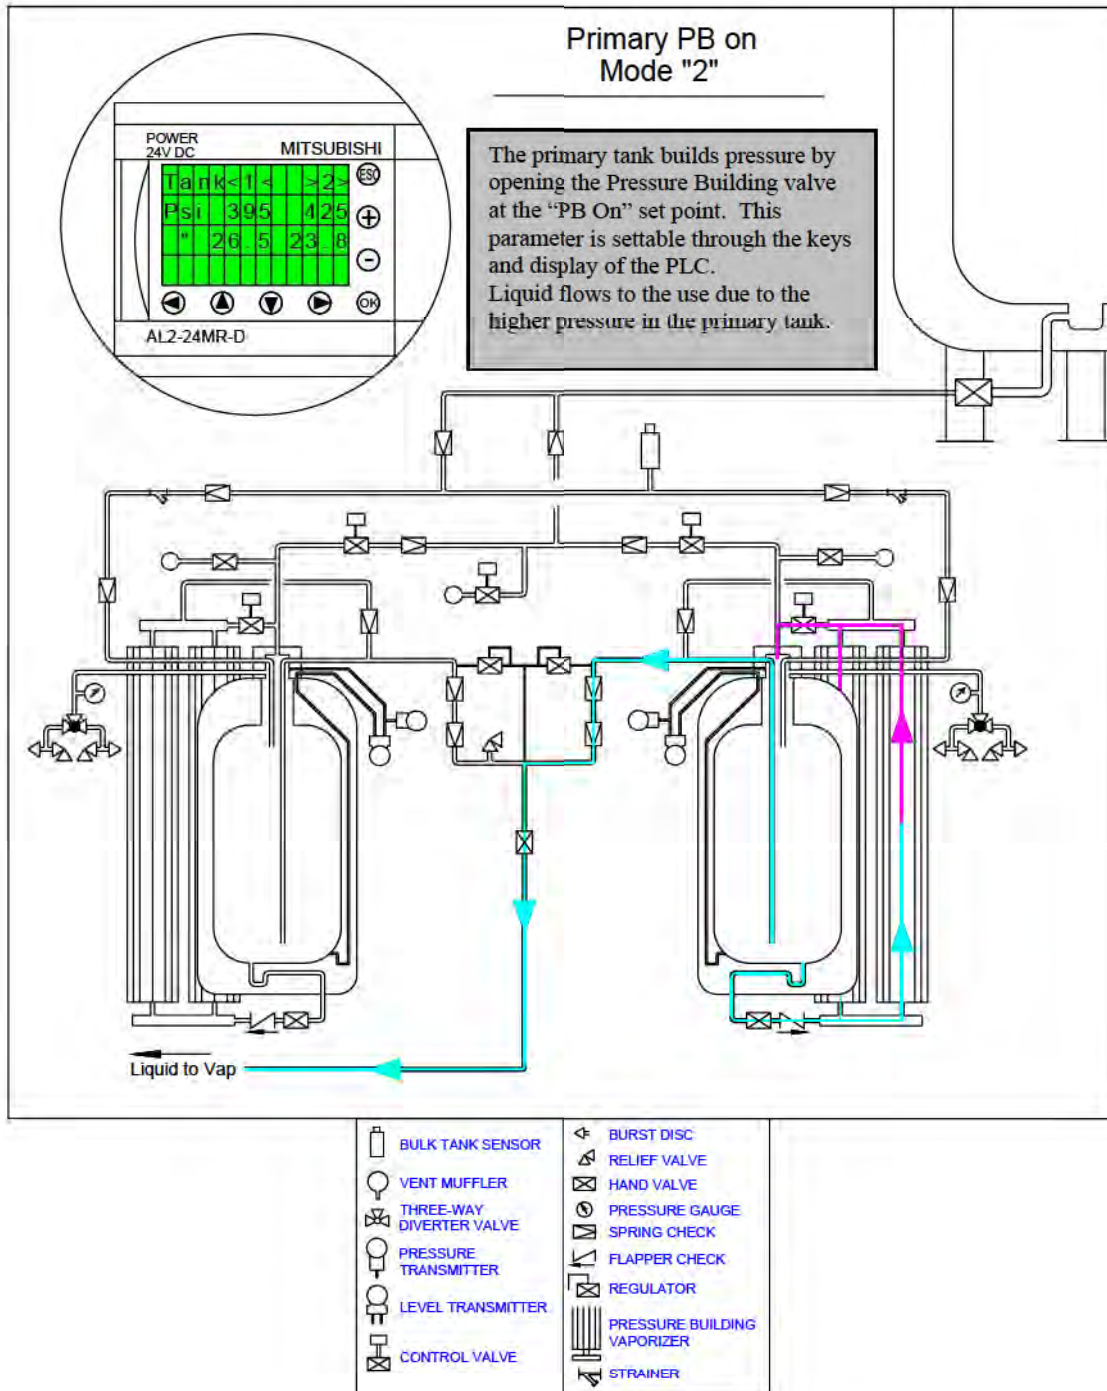 Primary PB on
Mode "2"
POWER
24V DC
MITSUBISHI
Tank<1< >2>
Psi 395 425
" 26.5 23.8
ESC
+
-
OK
AL2-24MR-D
The primary tank builds pressure by
opening the Pressure Building valve
at the “PB On” set point. This
parameter is settable through the keys
and display of the PLC.
Liquid flows to the use due to the
higher pressure in the primary tank.
Liquid to Vap
BULK TANK SENSOR
VENT MUFFLER
THREE-WAY
DIVERTER VALVE
PRESSURE
TRANSMITTER
LEVEL TRANSMITTER
CONTROL VALVE
BURST DISC
RELIEF VALVE
HAND VALVE
PRESSURE GAUGE
SPRING CHECK
FLAPPER CHECK
REGULATOR
PRESSURE BUILDING
VAPORIZER
STRAINER